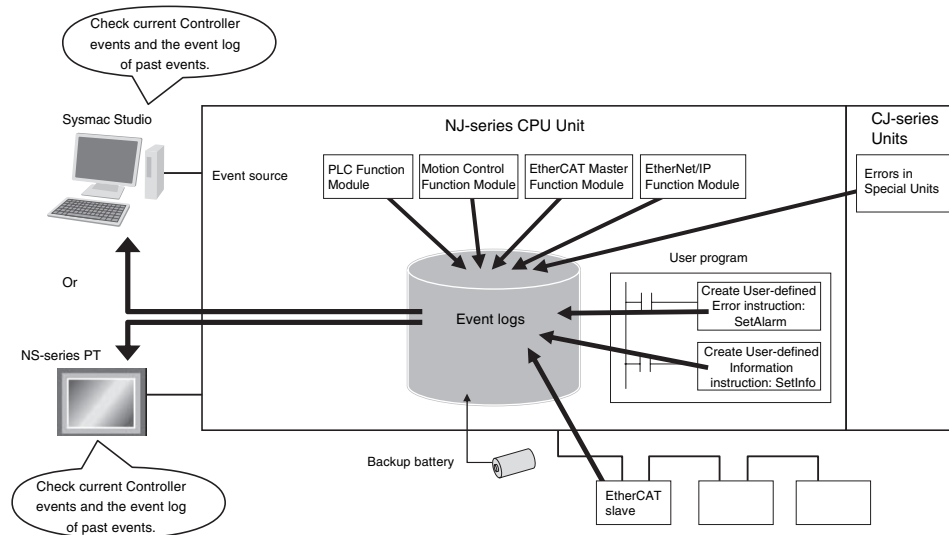 Check current Controller
events and the event log
of past events.
Sysmac Studio
NJ-series CPU Unit
CJ-series
Units
Event source
PLC Function
Module
Motion Control
Function Module
EtherCAT Master
Function Module
EtherNet/IP
Function Module
Errors in
Special Units
User program
Or
Event logs
Create User-defined
Error instruction:
SetAlarm
Create User-defined
Information
instruction: SetInfo
NS-series PT
Backup battery
Check current Controller
events and the event log
of past events.
EtherCAT
slave